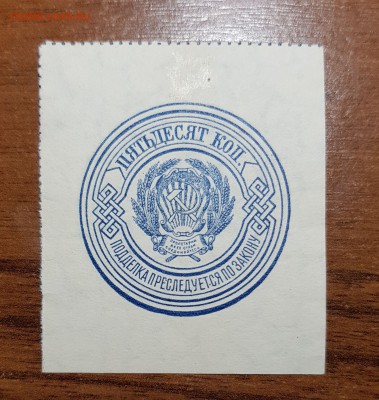 ПЯТЬДЕСЯТ КОП.
ПОДДЕЛКА ПРЕСЛЕДУЕТСЯ ПО ЗАКОНУ